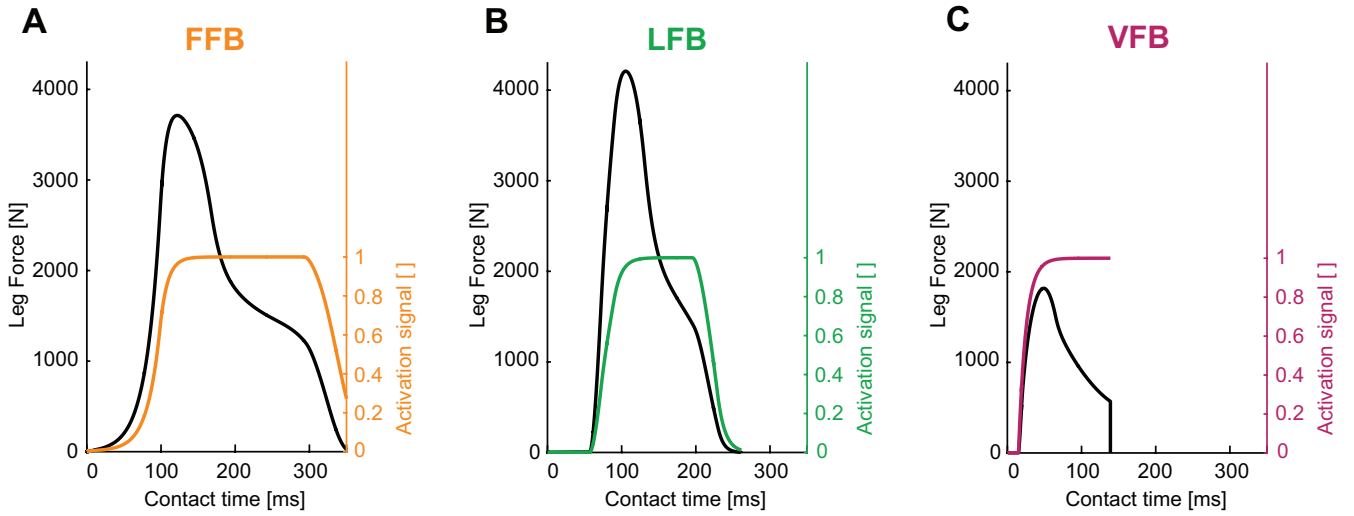 A
FFB
4000
3000
2000
1000
0
Leg Force [N]
1
0.8
0.6
0.4
0.2
0
Activation signal [ ]
0 100 200 300
Contact time [ms]
B
LFB
4000
3000
2000
1000
0
Leg Force [N]
1
0.8
0.6
0.4
0.2
0
Activation signal [ ]
0 100 200 300
Contact time [ms]
C
VFB
4000
3000
2000
1000
0
Leg Force [N]
1
0.8
0.6
0.4
0.2
0
Activation signal [ ]
0 100 200 300
Contact time [ms]